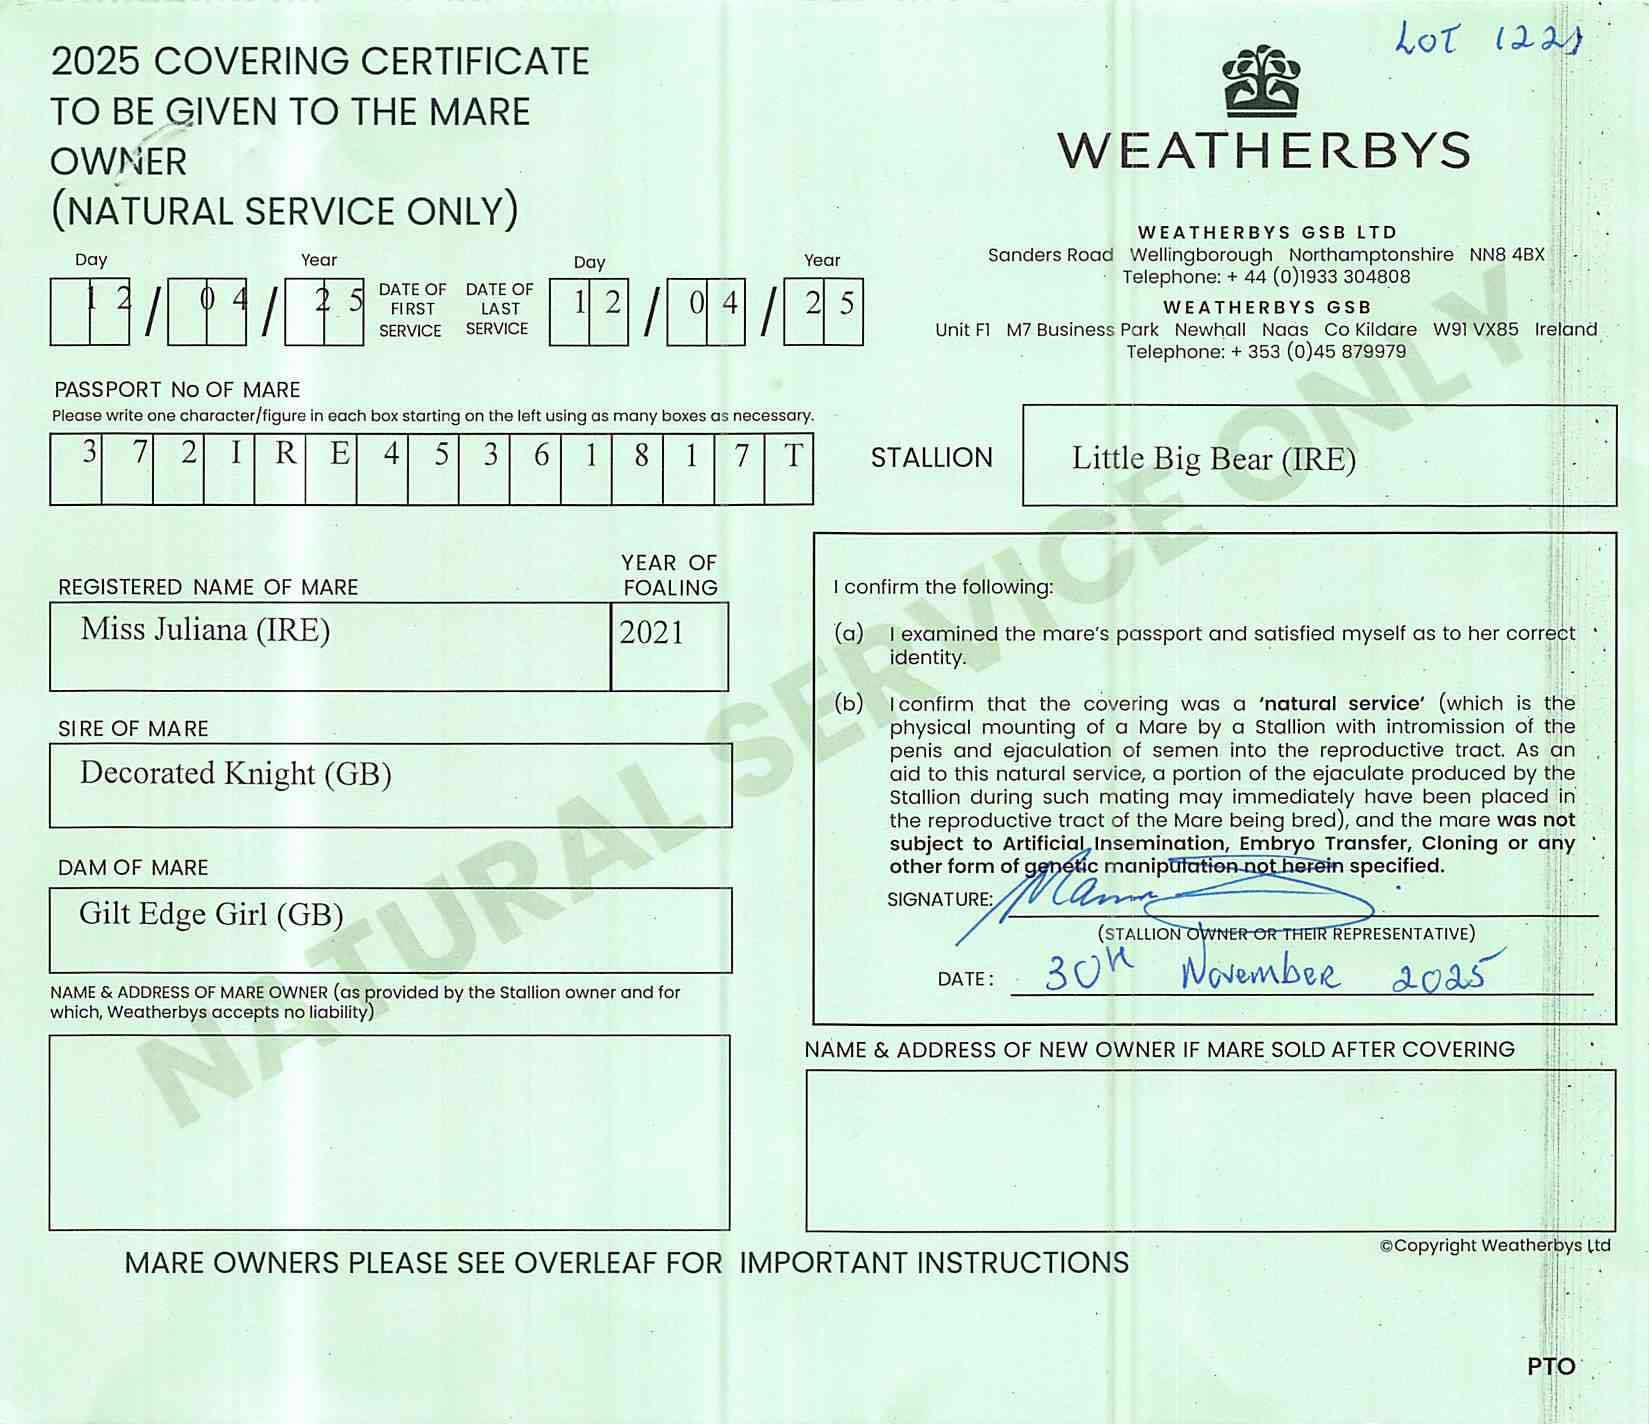 LOT 1221
2025 COVERING CERTIFICATE
TO BE GIVEN TO THE MARE
OWNER
(NATURAL SERVICE ONLY)
WEATHERBYS
WEATHERBYS GSB LTD
Sanders Road Wellingborough Northamptonshire NN8 4BX
Telephone: + 44 (0)1933 304808
WEATHERBYS GSB
Unit F1 M7 Business Park Newhall Naas Co Kildare W91 VX85 Ireland
Telephone: + 353 (0)45 879979
Day Year Day Year
12/04/25 DATE OF FIRST SERVICE DATE OF LAST SERVICE 12/04/25
PASSPORT No OF MARE
Please write one character/figure in each box starting on the left using as many boxes as necessary.
372IRE45361817T
STALLION Little Big Bear (IRE)
REGISTERED NAME OF MARE YEAR OF FOALING
Miss Juliana (IRE) 2021
SIRE OF MARE
Decorated Knight (GB)
DAM OF MARE
Gilt Edge Girl (GB)
NAME & ADDRESS OF MARE OWNER (as provided by the Stallion owner and for
which, Weatherbys accepts no liability)
I confirm the following:
(a) I examined the mare's passport and satisfied myself as to her correct
identity.
(b) I confirm that the covering was a 'natural service' (which is the
physical mounting of a Mare by a Stallion with intromission of the
penis and ejaculation of semen into the reproductive tract. As an
aid to this natural service, a portion of the ejaculate produced by the
Stallion during such mating may immediately have been placed in
the reproductive tract of the Mare being bred), and the mare was not
subject to Artificial Insemination, Embryo Transfer, Cloning or any
other form of genetic manipulation not herein specified.
SIGNATURE:
(STALLION OWNER OR THEIR REPRESENTATIVE)
DATE: 30th November 2025
NAME & ADDRESS OF NEW OWNER IF MARE SOLD AFTER COVERING
©Copyright Weatherbys Ltd
MARE OWNERS PLEASE SEE OVERLEAF FOR IMPORTANT INSTRUCTIONS
PTO
NATURAL SERVICE ONLY